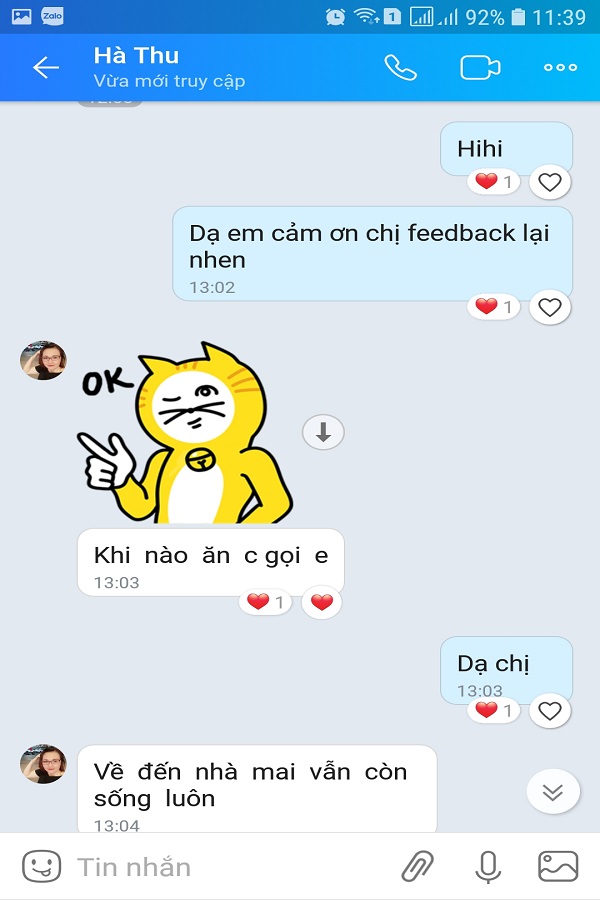 Zalo
1
92%
11:39
Hà Thu
Vừa mới truy cập
Hihi
1
Dạ em cảm ơn chị feedback lại
nhen
13:02
1
OK
Khi nào ăn c gọi e
13:03
1
Dạ chị
13:03
1
Về đến nhà mai vẫn còn
sống luôn
13:04
Tin nhắn